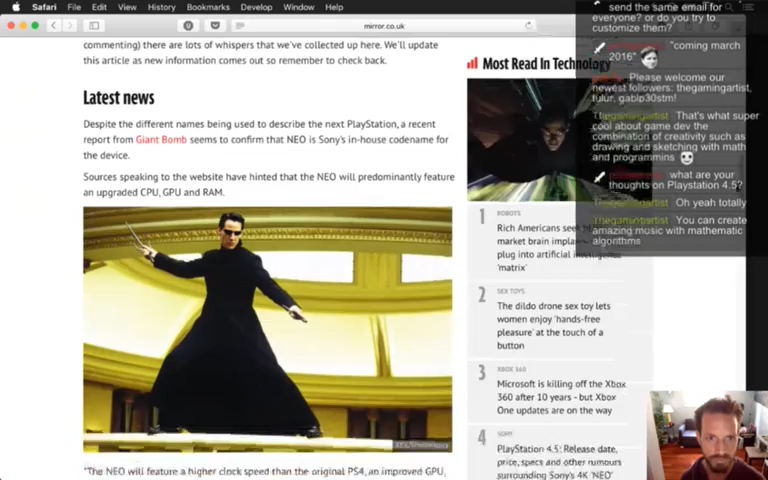 Safari File Edit View History Bookmarks Develop Window Help
mirror.co.uk
commenting) there are lots of whispers that we've collected up here. We'll update
this article as new information comes out so remember to check back.
Latest news
Despite the different names being used to describe the next PlayStation, a recent
report from Giant Bomb seems to confirm that NEO is Sony's in-house codename for
the device.
Sources speaking to the website have hinted that the NEO will predominantly feature
an upgraded CPU, GPU and RAM.
"The NEO will feature a higher clock speed than the original PS4, an improved GPU,
Most Read In Technology
1
ROBOTS
Rich Americans
market brain
plug into artificial intelligence
'matrix'
2
SEX TOYS
The dildo drone sex toy lets
women enjoy 'hands-free
pleasure' at the touch of a
button
3
XBOX 360
Microsoft is killing off the Xbox
360 after 10 years - but Xbox
One updates are on the way
4
SONY
PlayStation 4.5: Release date,
price, specs and other rumours
surrounding Sony's 4K 'NEO'
send the same email for
everyone? or do you try to
customize them?
"coming march
2016"
Please welcome our
newest followers: thegamingartist,
fulur, gablp30stm!
Thegamingartist That's what super
cool about game dev the
combination of creativity such as
drawing and sketching with math
and programmins
what are your
thoughts on Playstation 4.5?
Thegamingartist Oh yeah totally
Thegamingartist You can create
amazing music with mathematic
algorithms